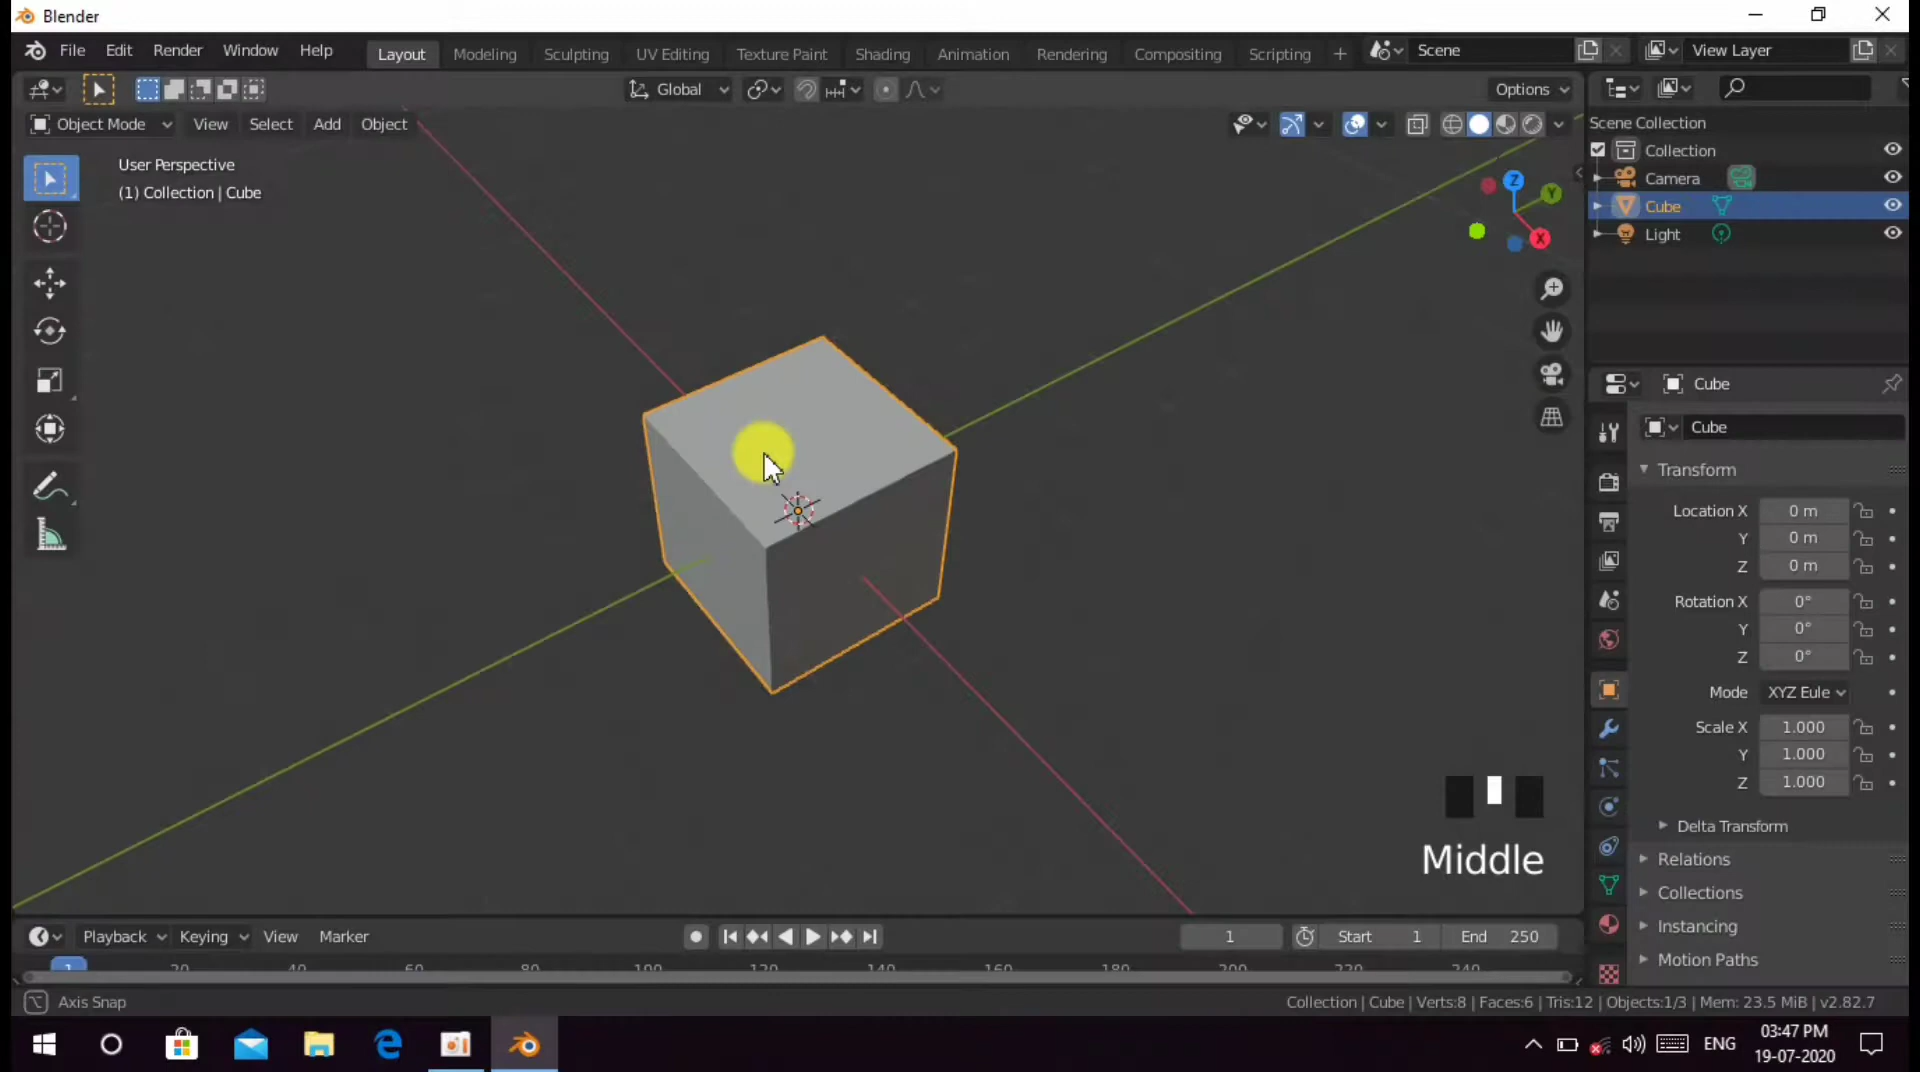 Blender
File Edit Render Window Help Layout Modeling Sculpting UV Editing Texture Paint Shading Animation Rendering Compositing Scripting + Scene View Layer
Global Options
Object Mode View Select Add Object
User Perspective
(1) Collection | Cube
Z
Y
X
Scene Collection
Collection
Camera
Cube
Light
Cube
Cube
Transform
Location X 0 m
Y 0 m
Z 0 m
Rotation X 0°
Y 0°
Z 0°
Mode XYZ Eule
Scale X 1.000
Y 1.000
Z 1.000
Delta Transform
Relations
Collections
Instancing
Motion Paths
Middle
Playback Keying View Marker 1 Start 1 End 250
1 20 40 60 80 100 120 140 160 180 200 220 240
Axis Snap Collection | Cube | Verts:8 | Faces:6 | Tris:12 | Objects:1/3 | Mem: 23.5 MiB | v2.82.7
ENG
03:47 PM
19-07-2020